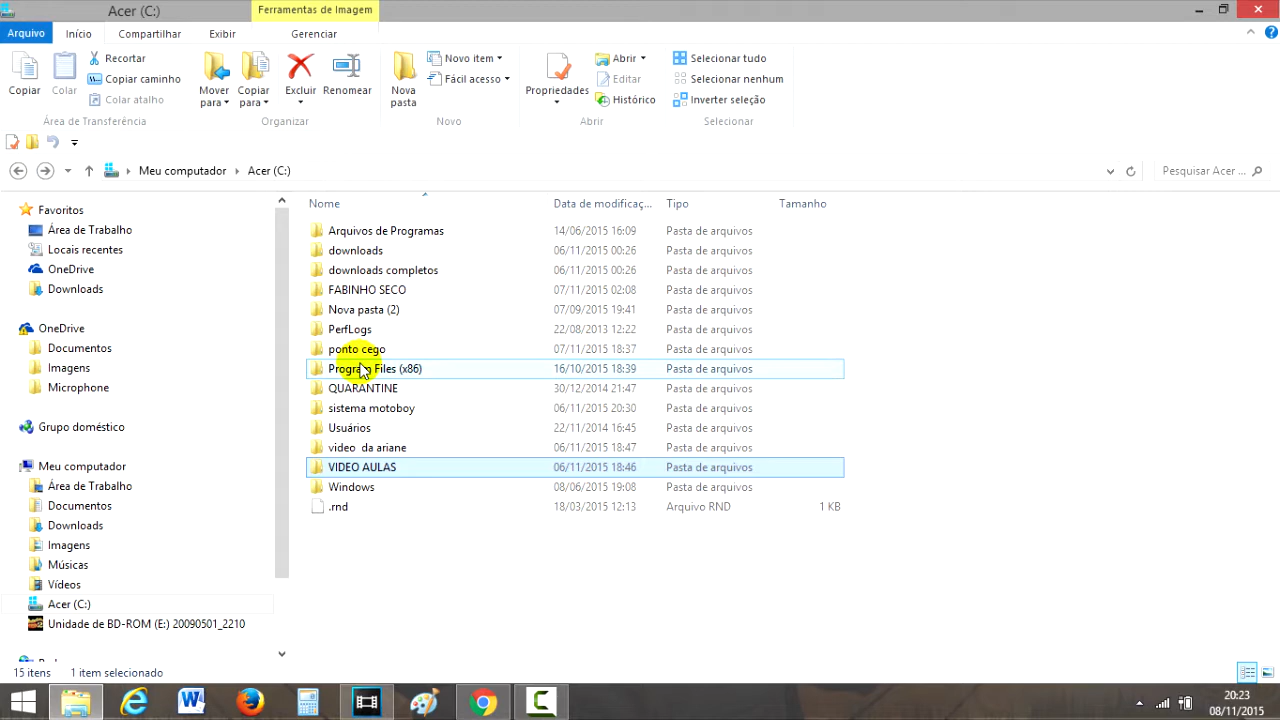 Acer (C:)
Ferramentas de Imagem
Arquivo Início Compartilhar Exibir Gerenciar
Copiar
Colar
Recortar
Copiar caminho
Colar atalho
Área de Transferência
Mover para
Copiar para
Excluir
Renomear
Organizar
Nova pasta
Novo item
Fácil acesso
Novo
Propriedades
Abrir
Editar
Histórico
Abrir
Selecionar tudo
Selecionar nenhum
Inverter seleção
Selecionar
Meu computador Acer (C:)
Pesquisar Acer ...
Favoritos
Área de Trabalho
Locais recentes
OneDrive
Downloads
OneDrive
Documentos
Imagens
Microphone
Grupo doméstico
Meu computador
Área de Trabalho
Documentos
Downloads
Imagens
Músicas
Vídeos
Acer (C:)
Unidade de BD-ROM (E:) 20090501_2210
Nome Data de modificaç... Tipo Tamanho
Arquivos de Programas 14/06/2015 16:09 Pasta de arquivos
downloads 06/11/2015 00:26 Pasta de arquivos
downloads completos 06/11/2015 00:26 Pasta de arquivos
FABINHO SECO 07/11/2015 02:08 Pasta de arquivos
Nova pasta (2) 07/09/2015 19:41 Pasta de arquivos
PerfLogs 22/08/2013 12:22 Pasta de arquivos
ponto cego 07/11/2015 18:37 Pasta de arquivos
Program Files (x86) 16/10/2015 18:39 Pasta de arquivos
QUARANTINE 30/12/2014 21:47 Pasta de arquivos
sistema motoboy 06/11/2015 20:30 Pasta de arquivos
Usuários 22/11/2014 16:45 Pasta de arquivos
video da ariane 06/11/2015 18:47 Pasta de arquivos
VIDEO AULAS 06/11/2015 18:46 Pasta de arquivos
Windows 08/06/2015 19:08 Pasta de arquivos
.rnd 18/03/2015 12:13 Arquivo RND 1 KB
15 itens 1 item selecionado
20:23
08/11/2015